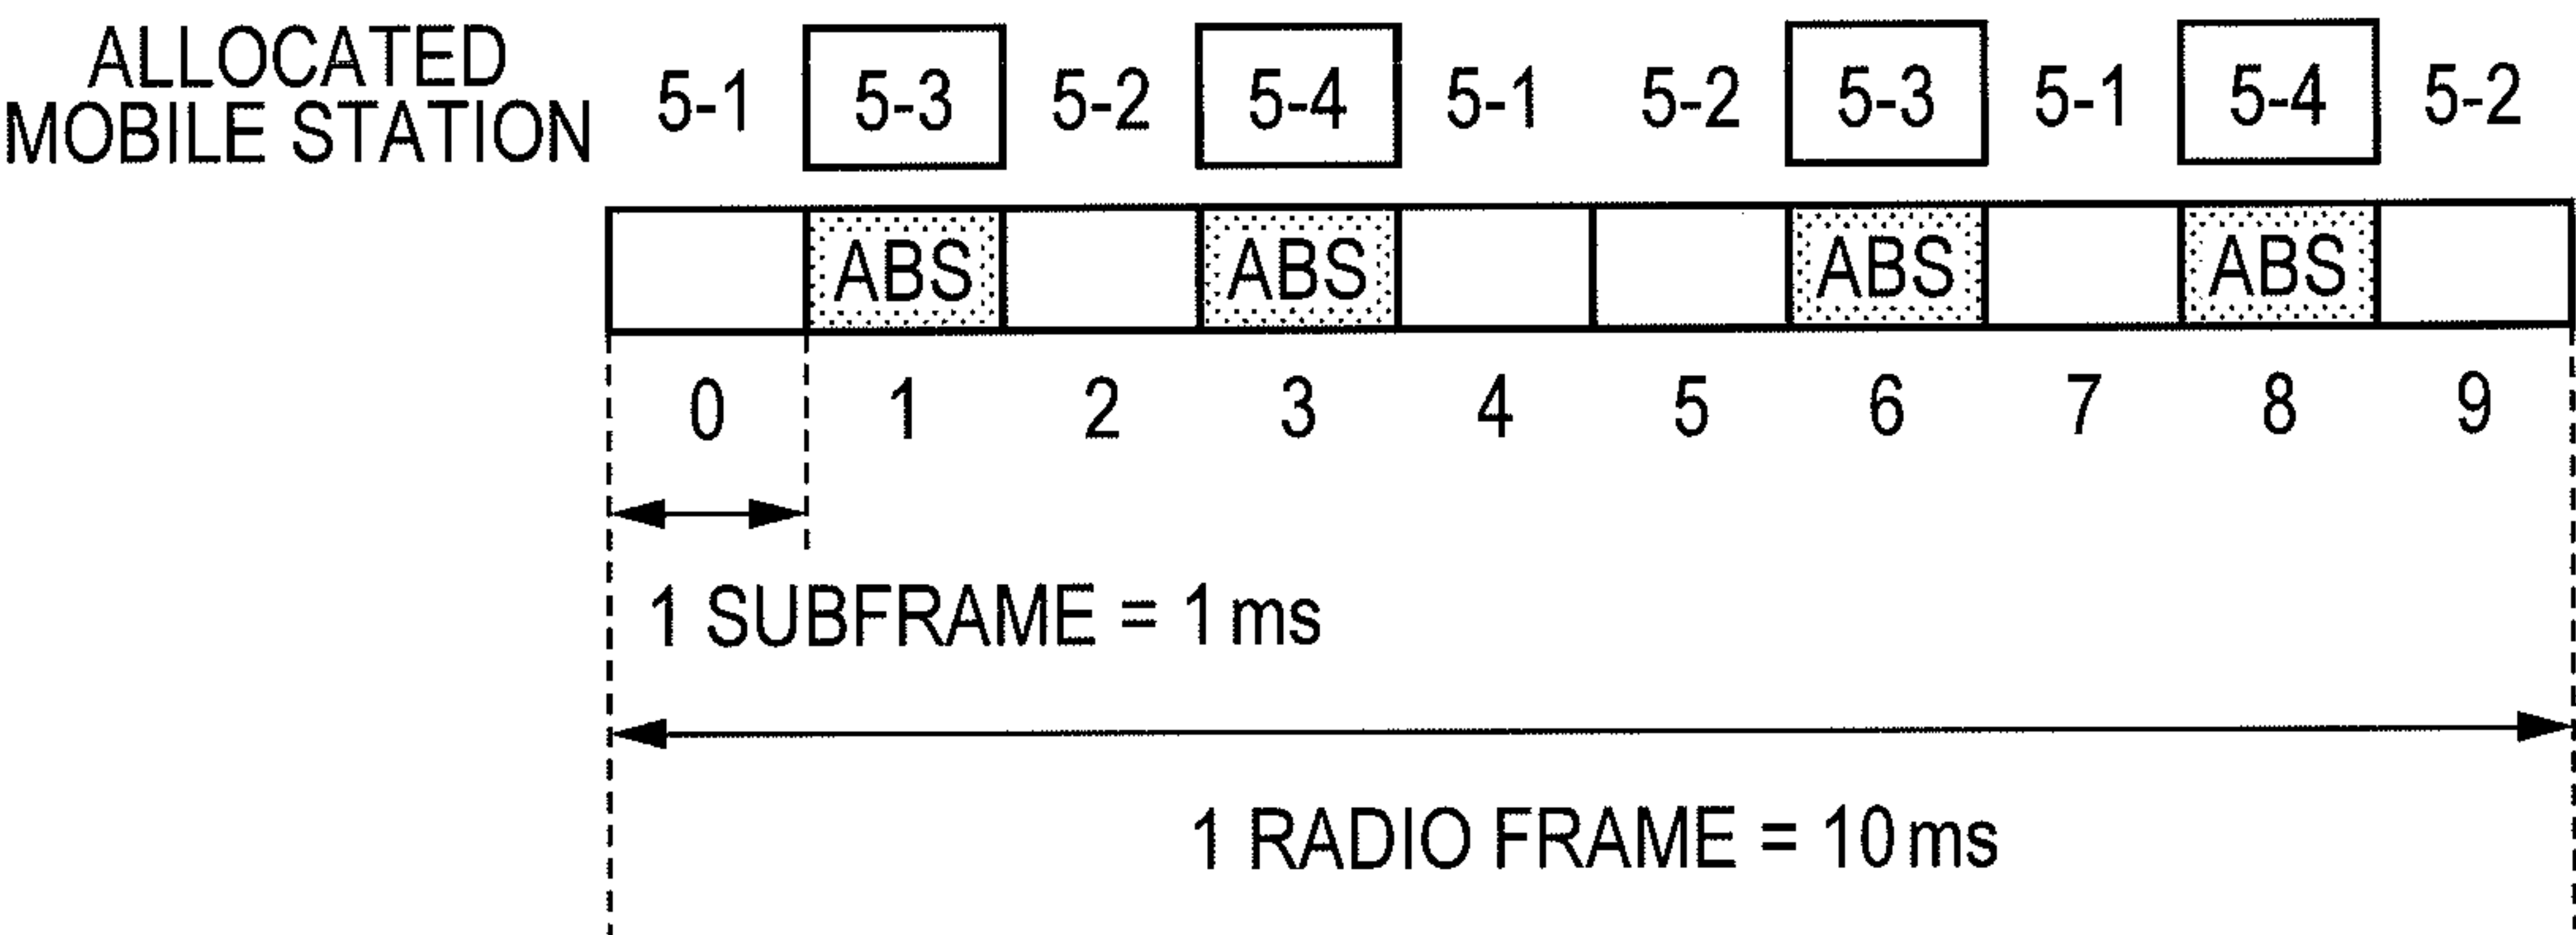 ALLOCATED
MOBILE STATION
5-1 5-3 5-2 5-4 5-1 5-2 5-3 5-1 5-4 5-2
ABS ABS ABS ABS
0 1 2 3 4 5 6 7 8 9
1 SUBFRAME = 1 ms
1 RADIO FRAME = 10 ms